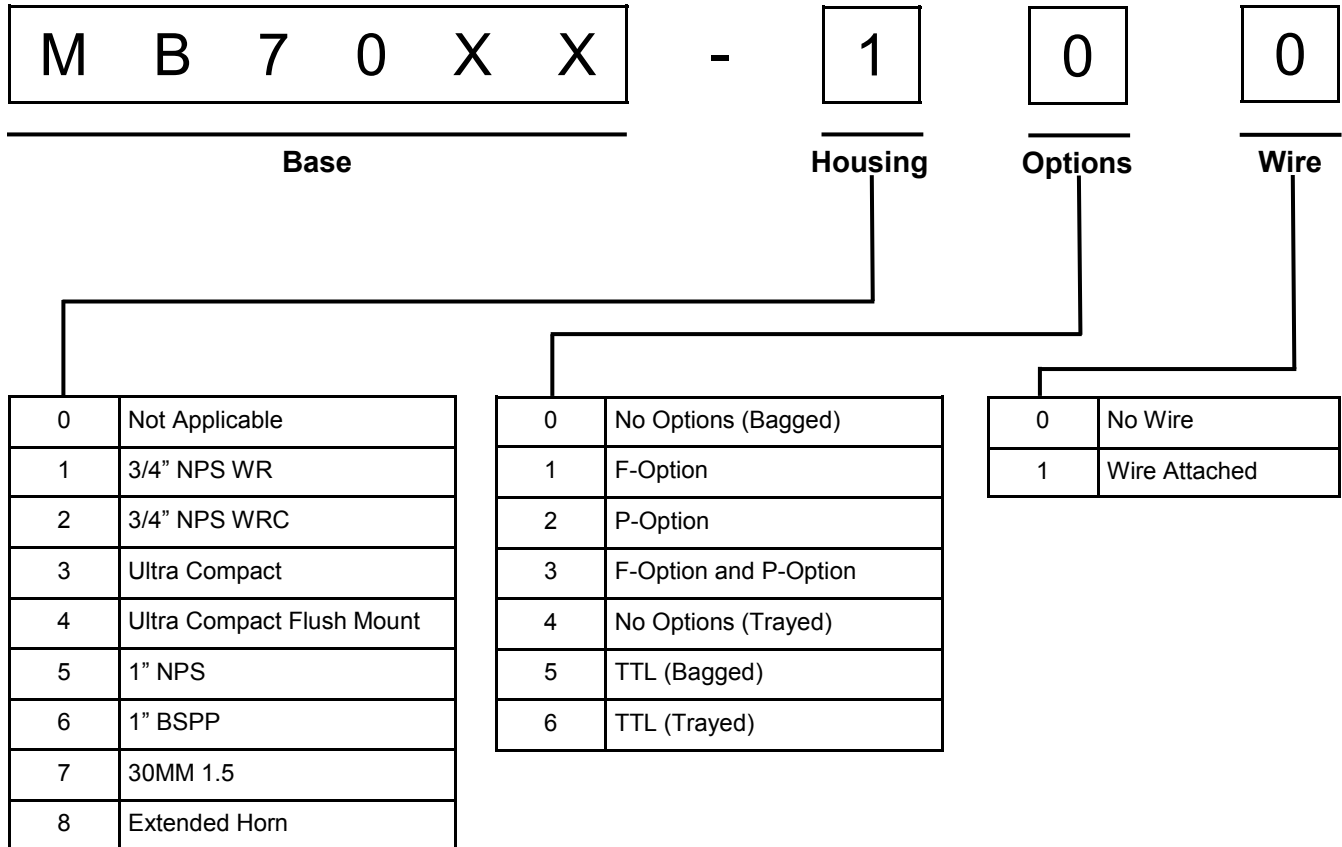 M B 7 0 X X - 1 0 0
Base Housing Options Wire
0 Not Applicable
1 3/4” NPS WR
2 3/4” NPS WRC
3 Ultra Compact
4 Ultra Compact Flush Mount
5 1” NPS
6 1” BSPP
7 30MM 1.5
8 Extended Horn
0 No Options (Bagged)
1 F-Option
2 P-Option
3 F-Option and P-Option
4 No Options (Trayed)
5 TTL (Bagged)
6 TTL (Trayed)
0 No Wire
1 Wire Attached